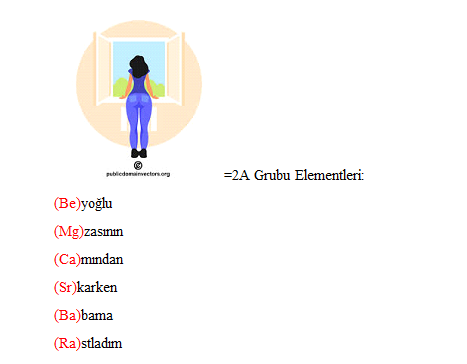 ©
publicdomainvectors.org
=2A Grubu Elementleri:
(Be)yoğlu
(Mg)zasının
(Ca)mından
(Sr)karken
(Ba)bama
(Ra)stladım